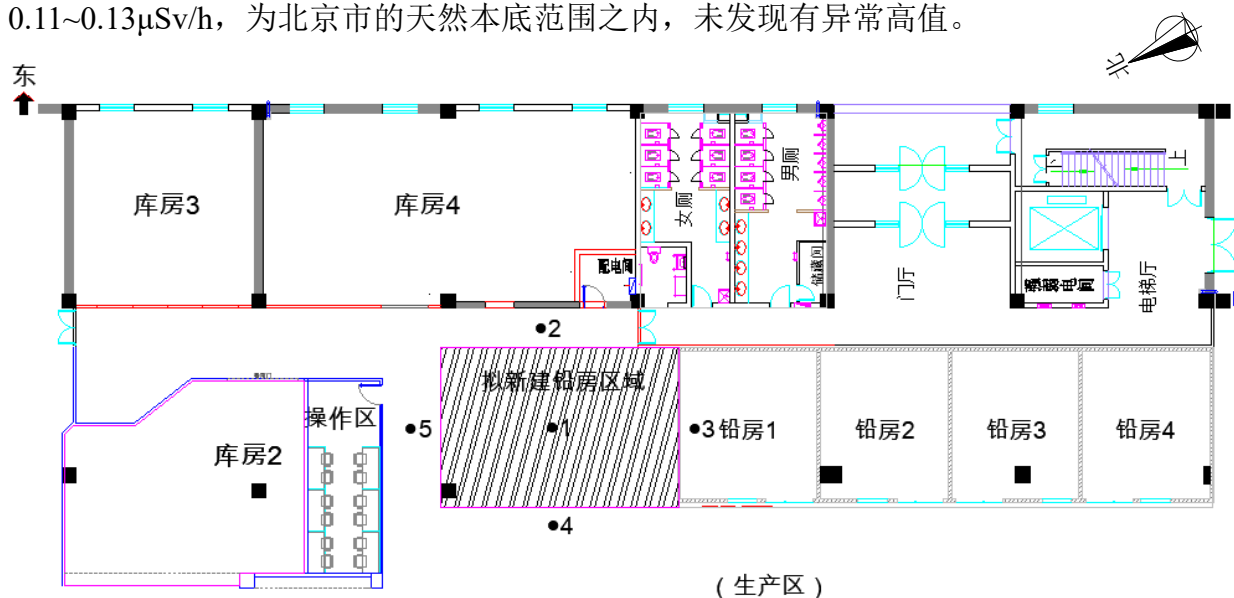 0.11~0.13μSv/h，为北京市的天然本底范围之内，未发现有异常高值。
北
东
库房3
库房4
女厕
男厕
上
配电间
储藏间
门厅
电梯厅
●2
拟新建铅房区域
操作区
●5
●1
●3
铅房1
铅房2
铅房3
铅房4
库房2
●4
（生产区）